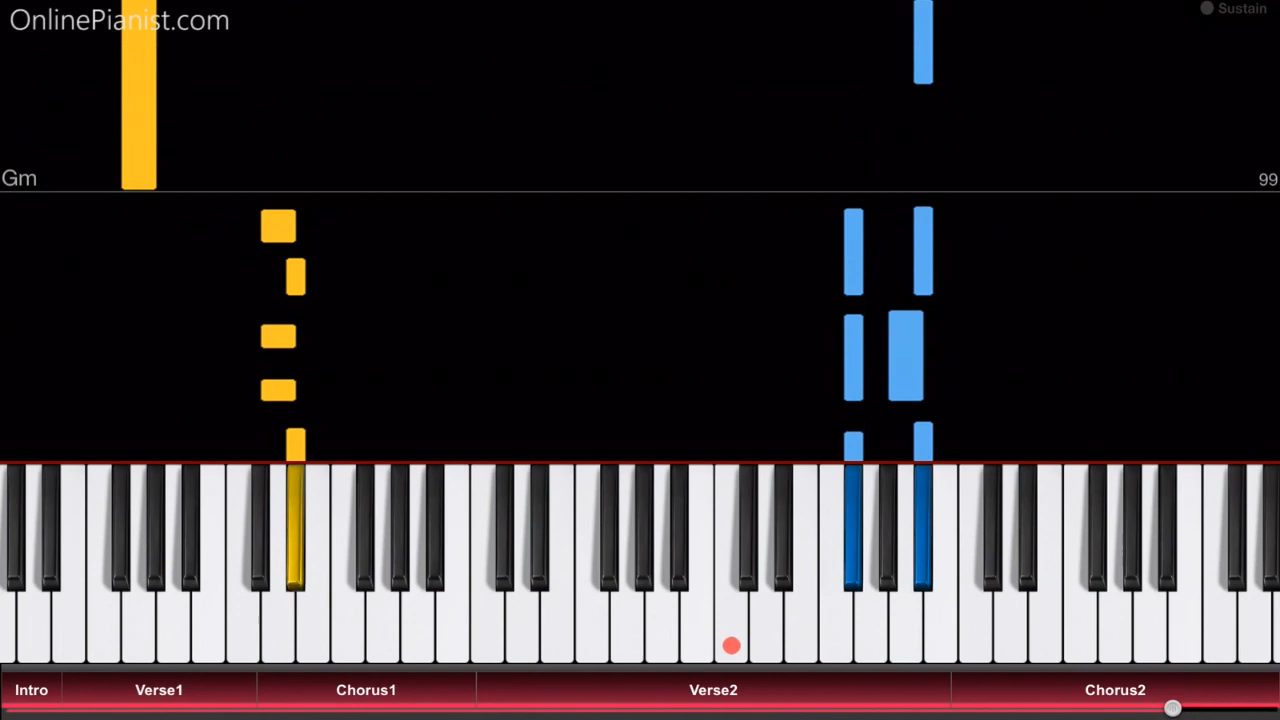 OnlinePianist.com
Sustain
Gm
99
Intro
Verse1
Chorus1
Verse2
Chorus2